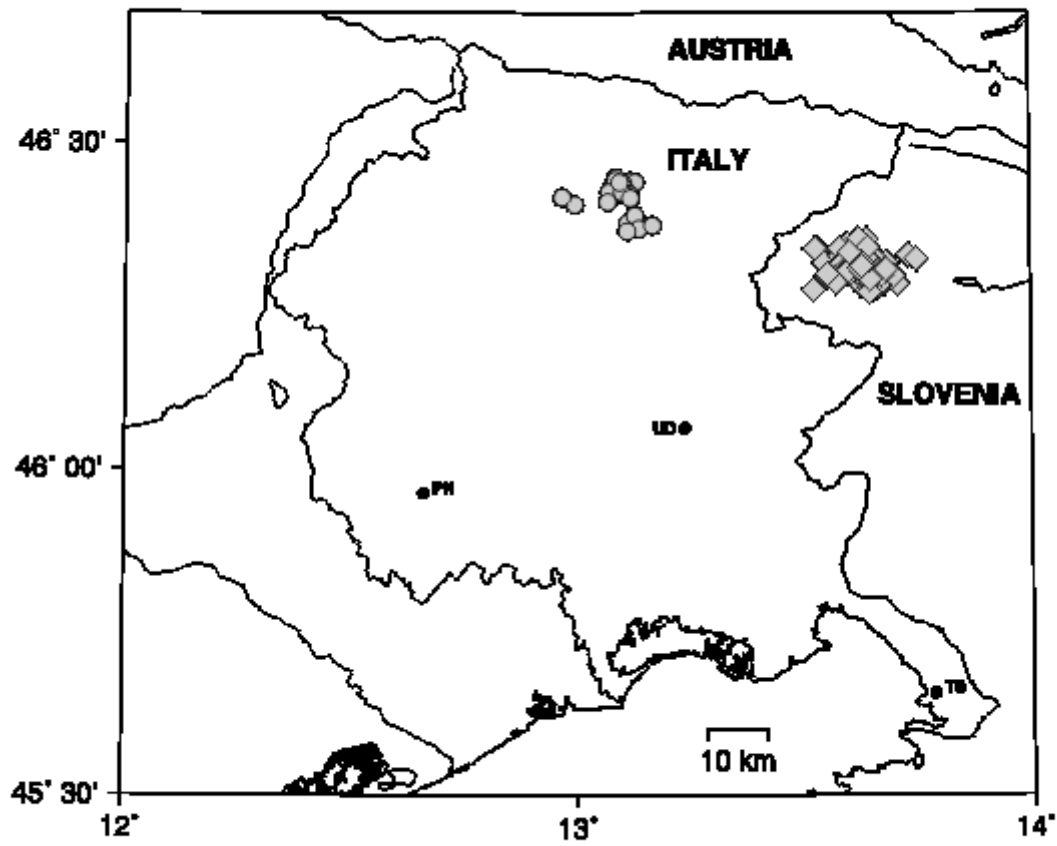 AUSTRIA
46° 30'
ITALY
SLOVENIA
UD
46° 00'
PN
TS
10 km
45° 30'
12°
13°
14°